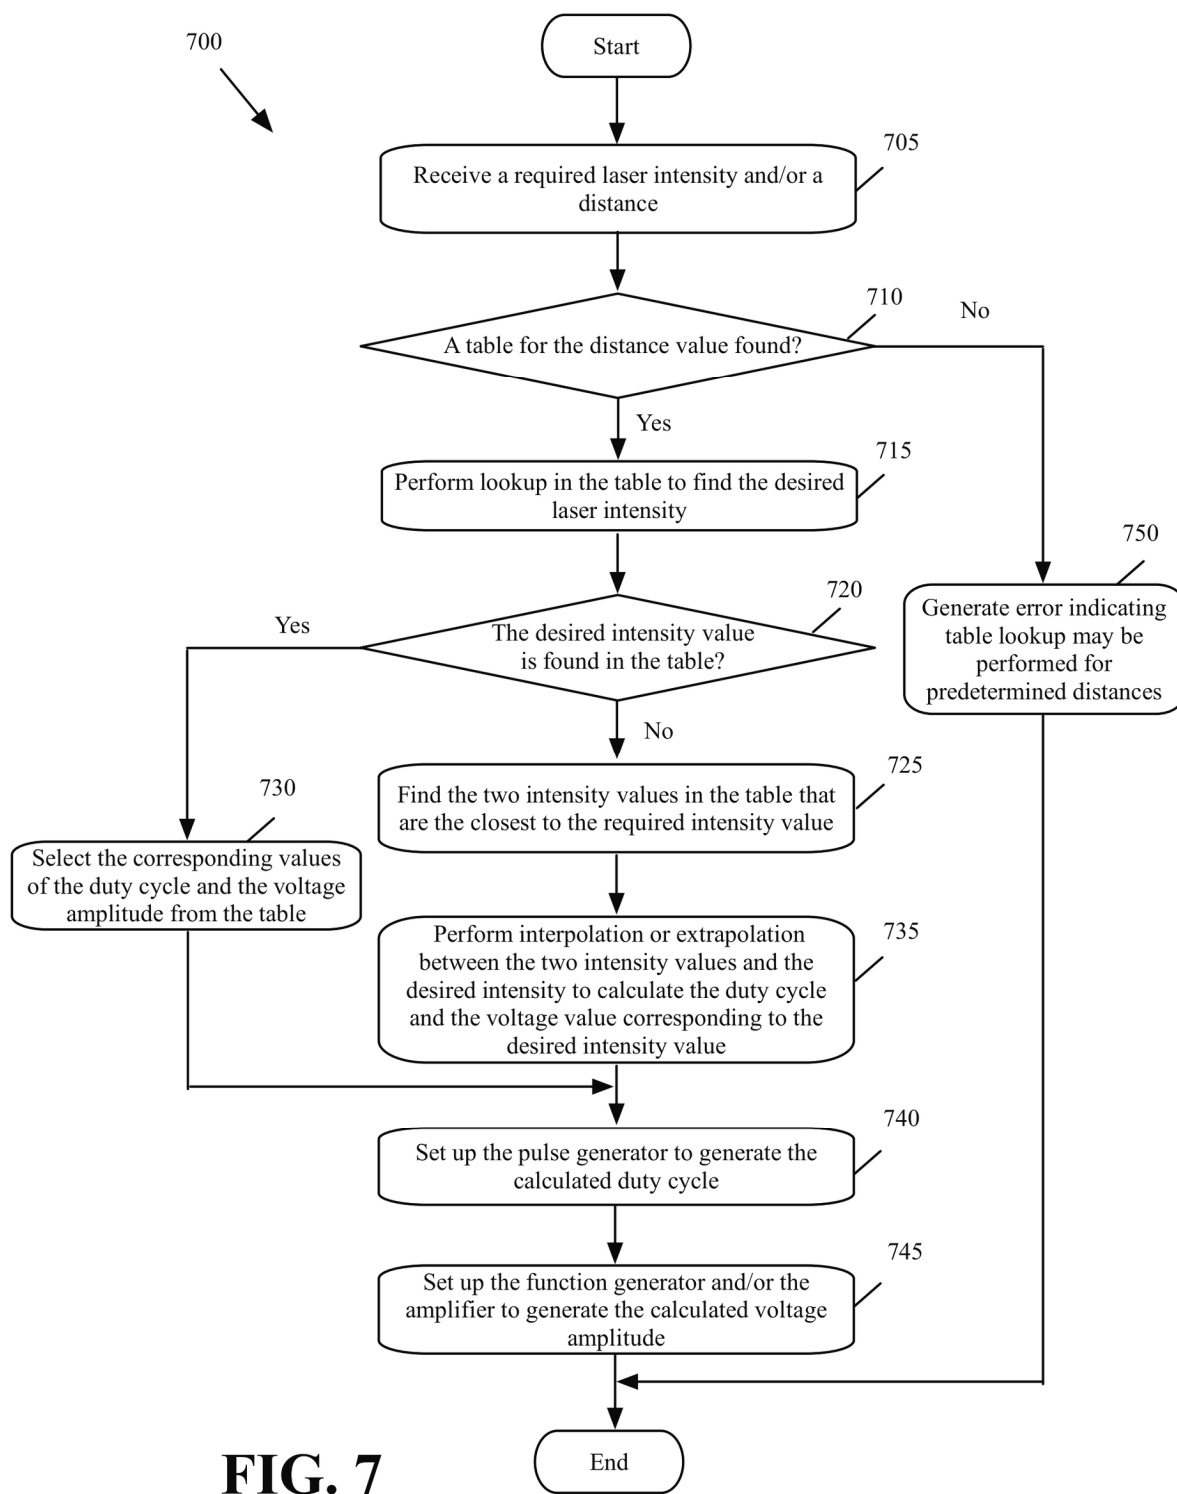 700
Start
705
Receive a required laser intensity and/or a
distance
710
No
A table for the distance value found?
Yes
715
Perform lookup in the table to find the desired
laser intensity
750
Generate error indicating
table lookup may be
performed for
predetermined distances
720
Yes
The desired intensity value
is found in the table?
No
725
Find the two intensity values in the table that
are the closest to the required intensity value
730
Select the corresponding values
of the duty cycle and the voltage
amplitude from the table
735
Perform interpolation or extrapolation
between the two intensity values and the
desired intensity to calculate the duty cycle
and the voltage value corresponding to the
desired intensity value
740
Set up the pulse generator to generate the
calculated duty cycle
745
Set up the function generator and/or the
amplifier to generate the calculated voltage
amplitude
End
FIG. 7